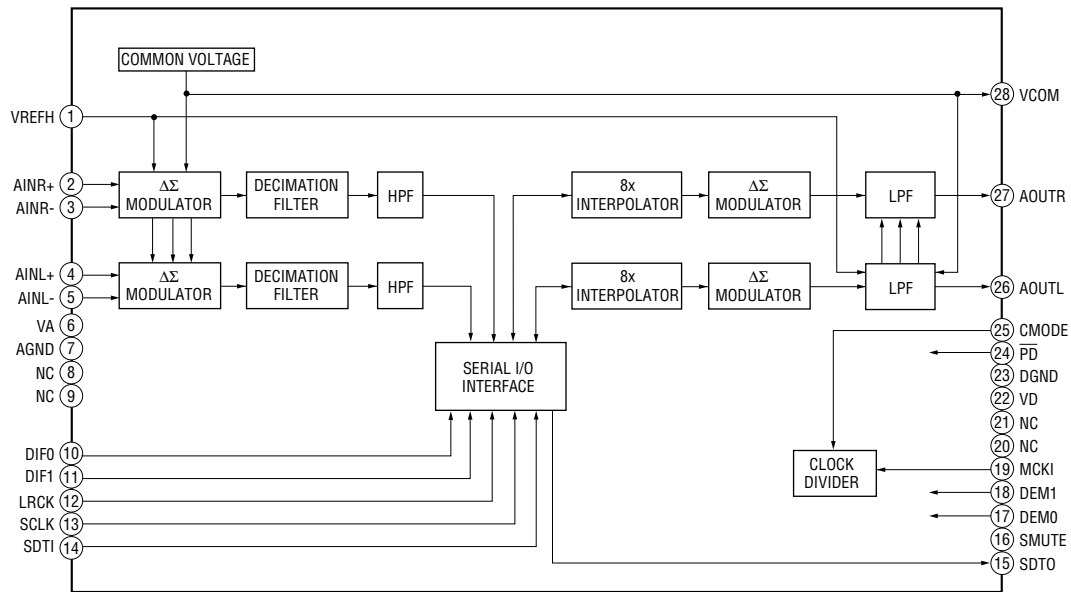 COMMON VOLTAGE
VREFH 1
28 VCOM
AINR+ 2
AINR- 3
ΔΣ
MODULATOR
DECIMATION
FILTER
HPF
8x
INTERPOLATOR
ΔΣ
MODULATOR
LPF
27 AOUTR
AINL+ 4
AINL- 5
ΔΣ
MODULATOR
DECIMATION
FILTER
HPF
8x
INTERPOLATOR
ΔΣ
MODULATOR
LPF
26 AOUTL
VA 6
AGND 7
NC 8
NC 9
SERIAL I/O
INTERFACE
25 CMODE
24 P̅D̅
23 DGND
22 VD
21 NC
20 NC
DIF0 10
DIF1 11
LRCK 12
SCLK 13
SDTI 14
CLOCK
DIVIDER
19 MCKI
18 DEM1
17 DEM0
16 SMUTE
15 SDTO